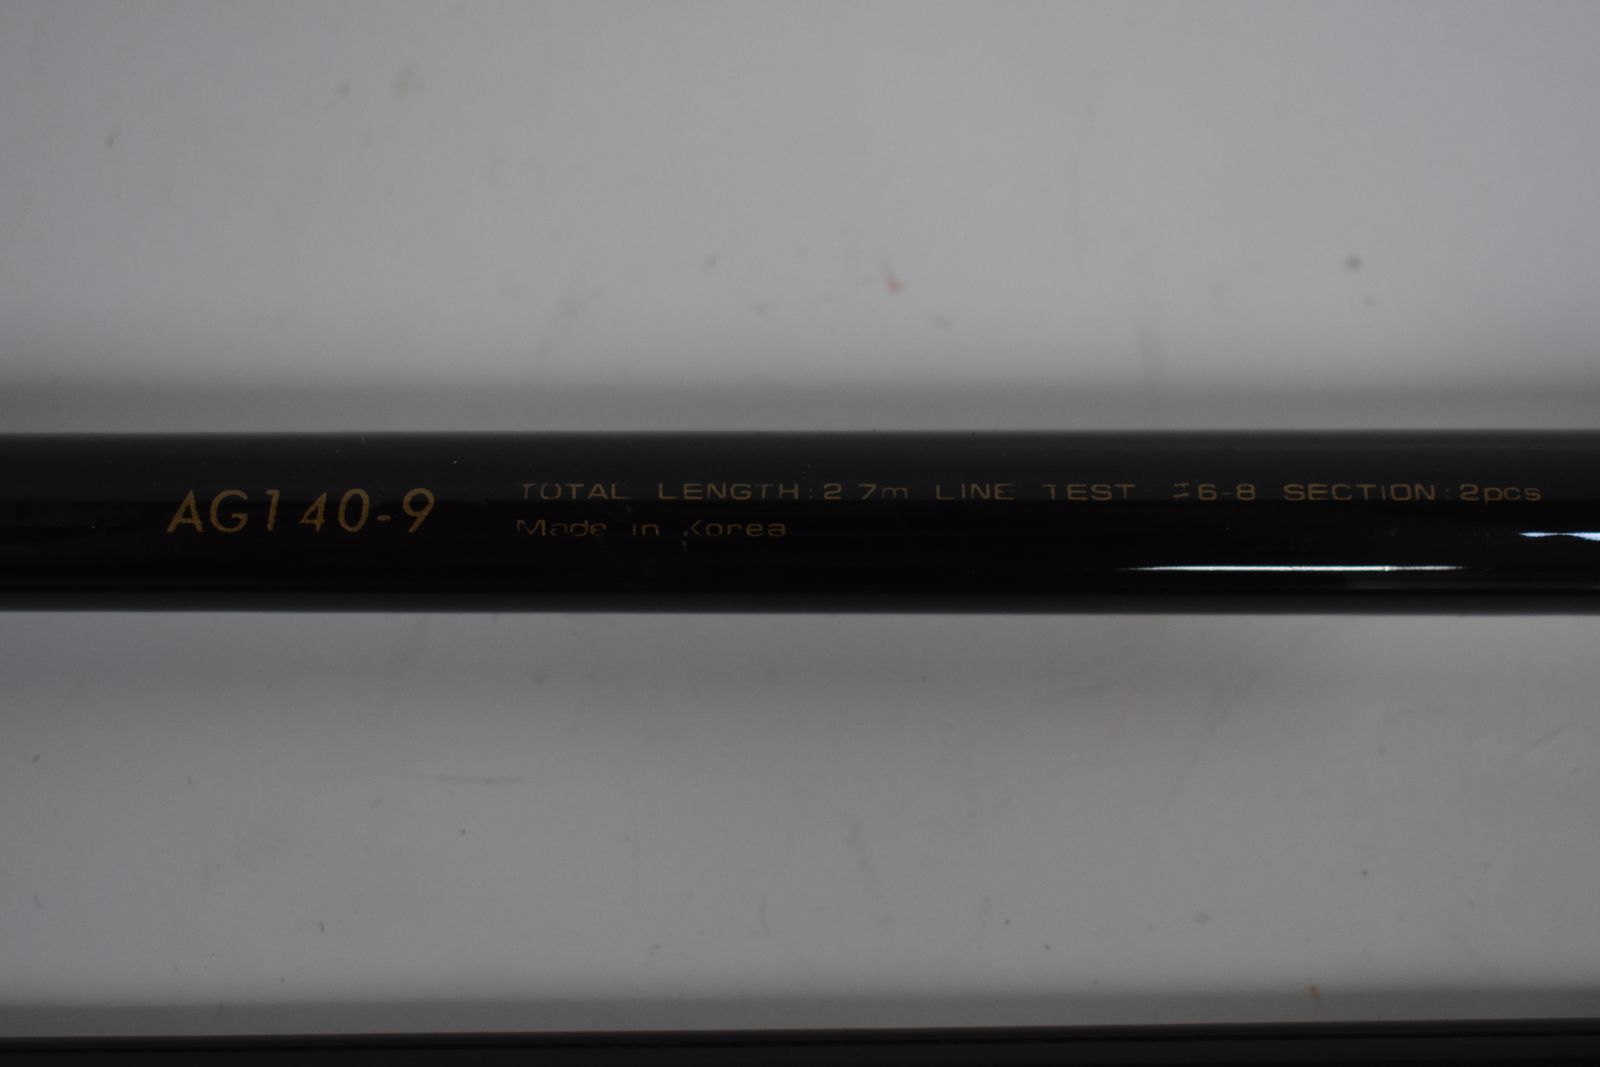 AG140-9
TOTAL LENGTH:2.7m LINE TEST: #6-8 SECTION:2pcs
Made in Korea